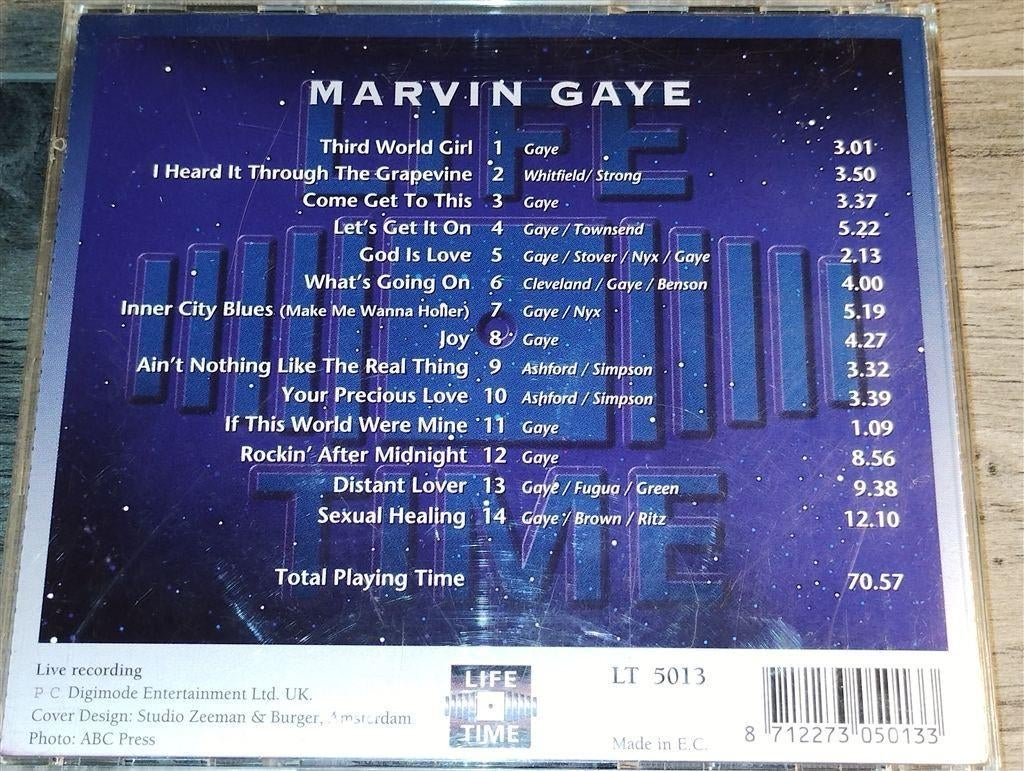 MARVIN GAYE
Third World Girl 1 Gaye 3.01
I Heard It Through The Grapevine 2 Whitfield/ Strong 3.50
Come Get To This 3 Gaye 3.37
Let's Get It On 4 Gaye / Townsend 5.22
God Is Love 5 Gaye / Stover / Nyx / Gaye 2.13
What's Going On 6 Cleveland / Gaye / Benson 4.00
Inner City Blues (Make Me Wanna Holler) 7 Gaye / Nyx 5.19
Joy 8 Gaye 4.27
Ain't Nothing Like The Real Thing 9 Ashford / Simpson 3.32
Your Precious Love 10 Ashford / Simpson 3.39
If This World Were Mine 11 Gaye 1.09
Rockin' After Midnight 12 Gaye 8.56
Distant Lover 13 Gaye / Fugua / Green 9.38
Sexual Healing 14 Gaye / Brown / Ritz 12.10
Total Playing Time 70.57
LIFE
TIME
Live recording
P C Digimode Entertainment Ltd. UK.
Cover Design: Studio Zeeman & Burger, Amsterdam
Photo: ABC Press
LIFE
TIME
LT 5013
Made in E.C.
8 712273 050133